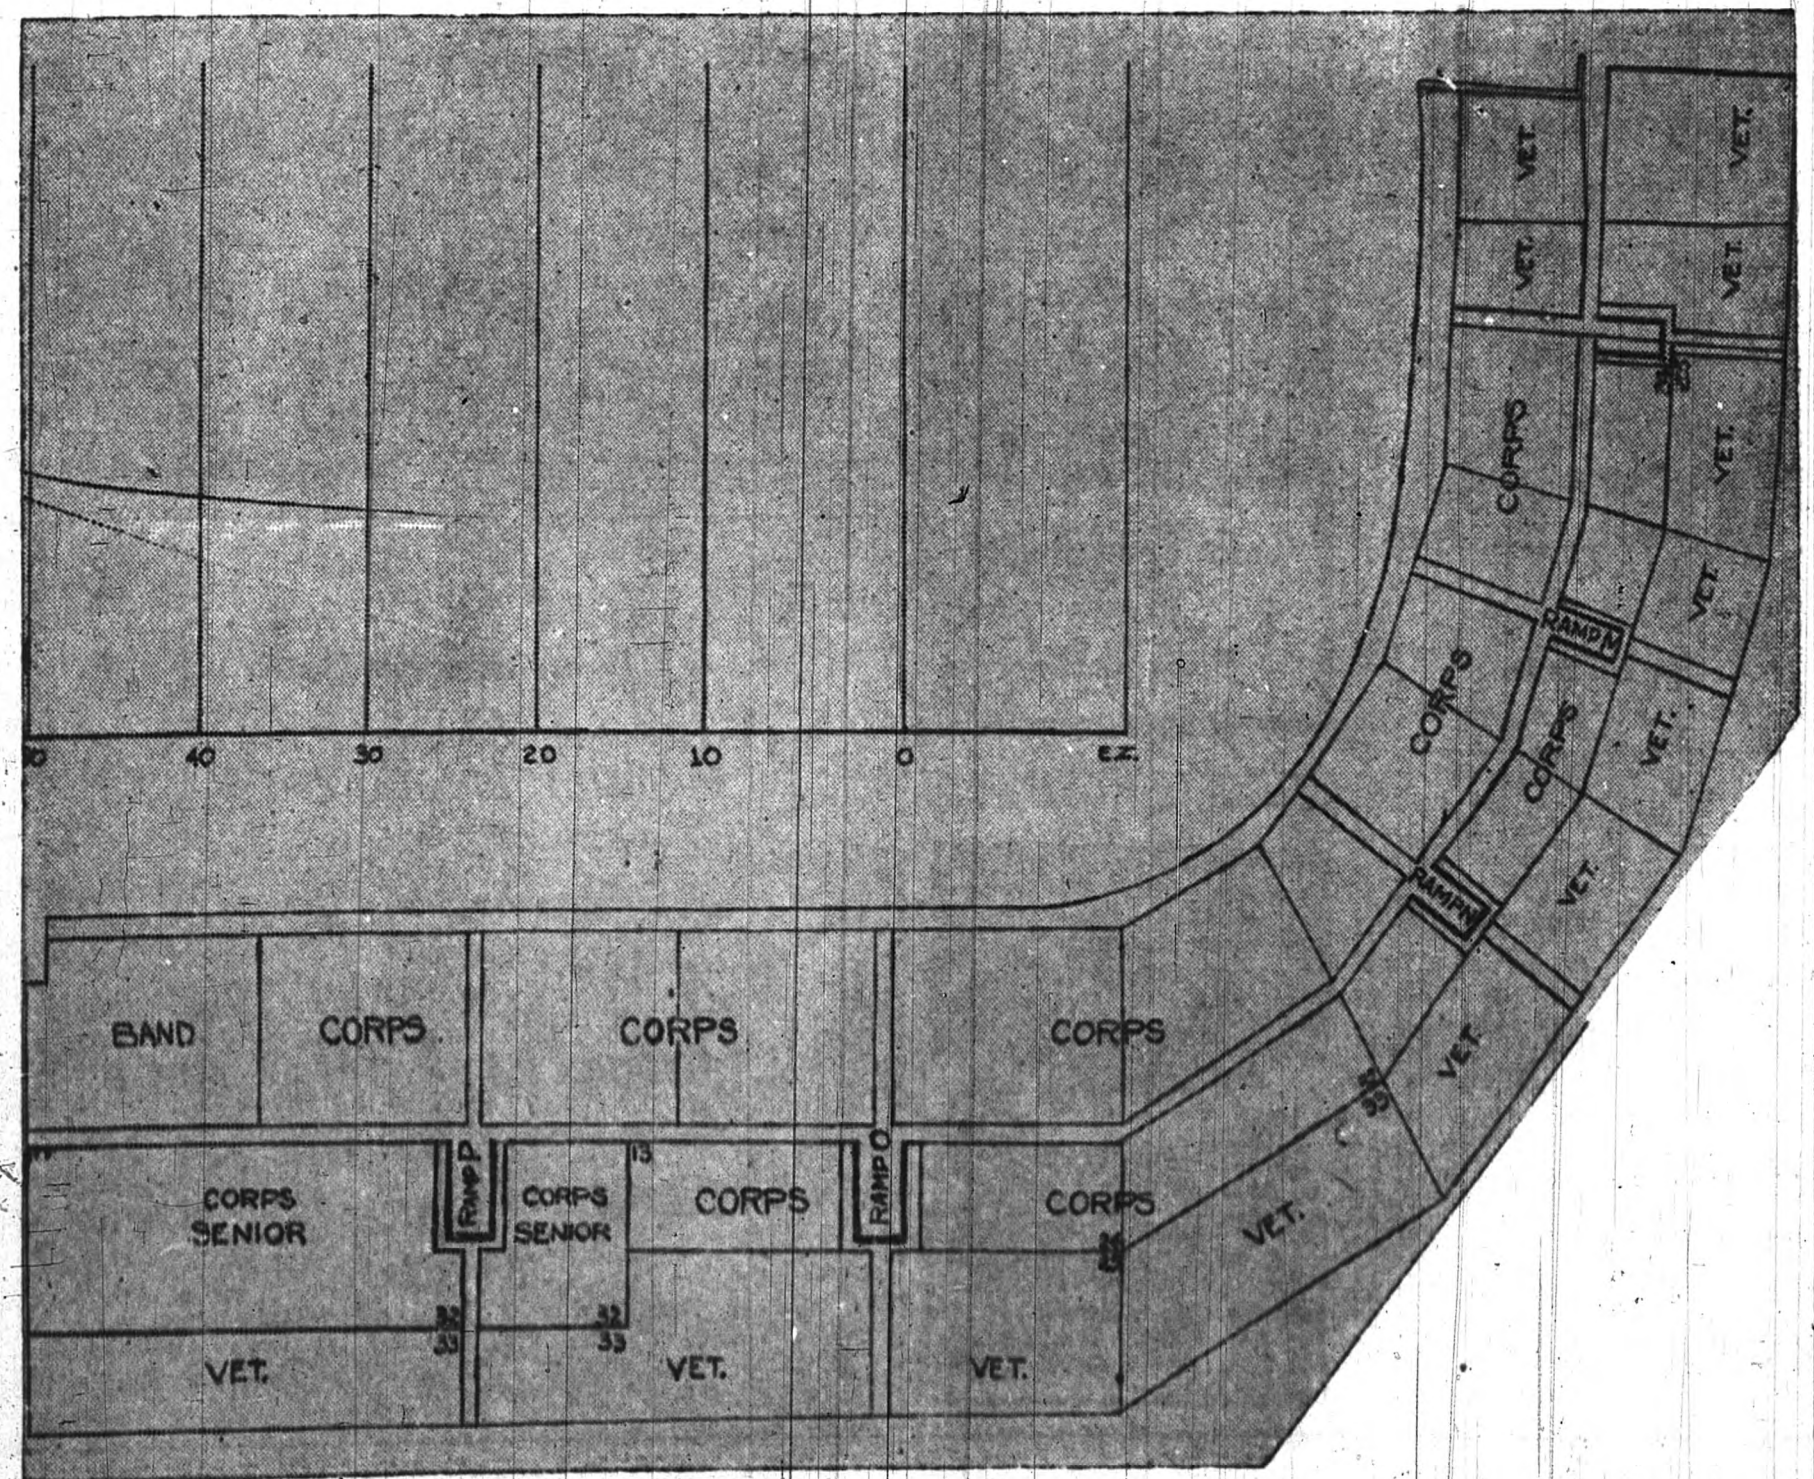 VET
VET.
VET.
VET.
CORPS
VET.
VET.
RAMP M
CORPS
CORPS
VET.
40
30
20
10
0
E.Z.
VET.
RAMP N
BAND
CORPS
CORPS
CORPS
VET.
33
RAMP P
13
RAMP O
CORPS
SENIOR
CORPS
SENIOR
CORPS
CORPS
VET.
32
33
32
33
VET.
VET.
VET.